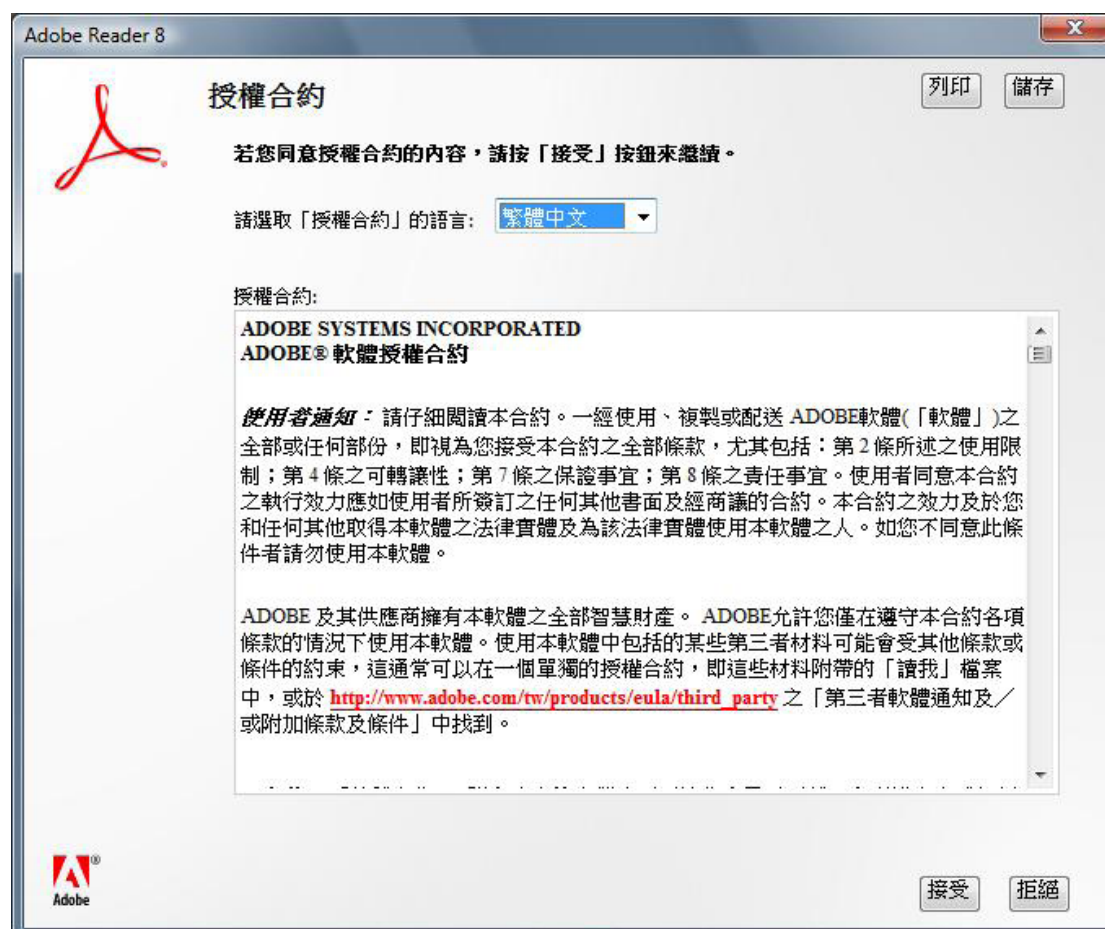 Adobe Reader 8
授權合約
列印
儲存
若您同意授權合約的內容，請按「接受」按鈕來繼續。
請選取「授權合約」的語言:
繁體中文
授權合約:
ADOBE SYSTEMS INCORPORATED
ADOBE® 軟體授權合約
使用者通知：請仔細閱讀本合約。一經使用、複製或配送 ADOBE軟體(「軟體」)之
全部或任何部份，即視為您接受本合約之全部條款，尤其包括：第 2 條所述之使用限
制；第 4 條之可轉讓性；第 7 條之保證事宜；第 8 條之責任事宜。使用者同意本合約
之執行效力應如使用者所簽訂之任何其他書面及經商議的合約。本合約之效力及於您
和任何其他取得本軟體之法律實體及為該法律實體使用本軟體之人。如您不同意此條
件者請勿使用本軟體。
ADOBE 及其供應商擁有本軟體之全部智慧財產。 ADOBE允許您僅在遵守本合約各項
條款的情況下使用本軟體。使用本軟體中包括的某些第三者材料可能會受其他條款或
條件的約束，這通常可以在一個單獨的授權合約，即這些材料附帶的「讀我」檔案
中，或於 http://www.adobe.com/tw/products/eula/third_party 之「第三者軟體通知及／
或附加條款及條件」中找到。
Adobe
接受
拒絕